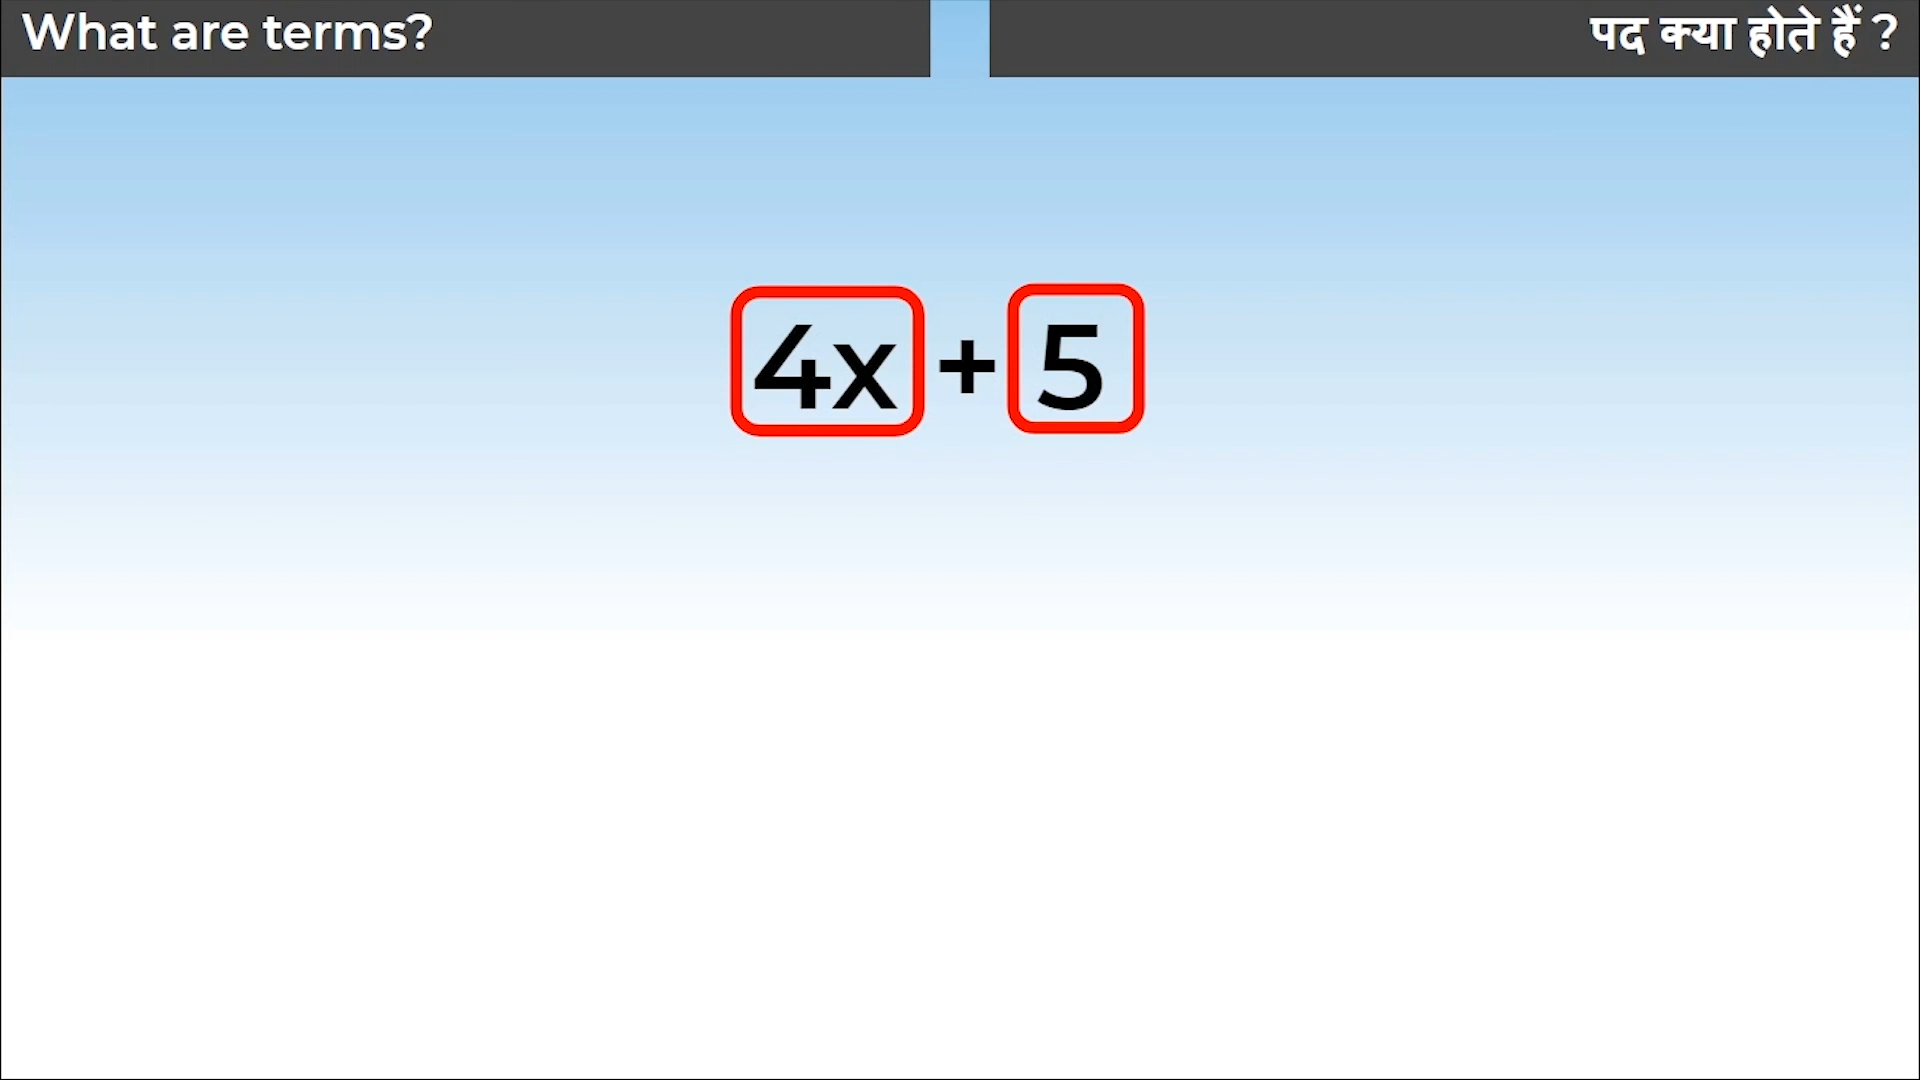 What are terms?
पद क्या होते हैं ?
4x + 5